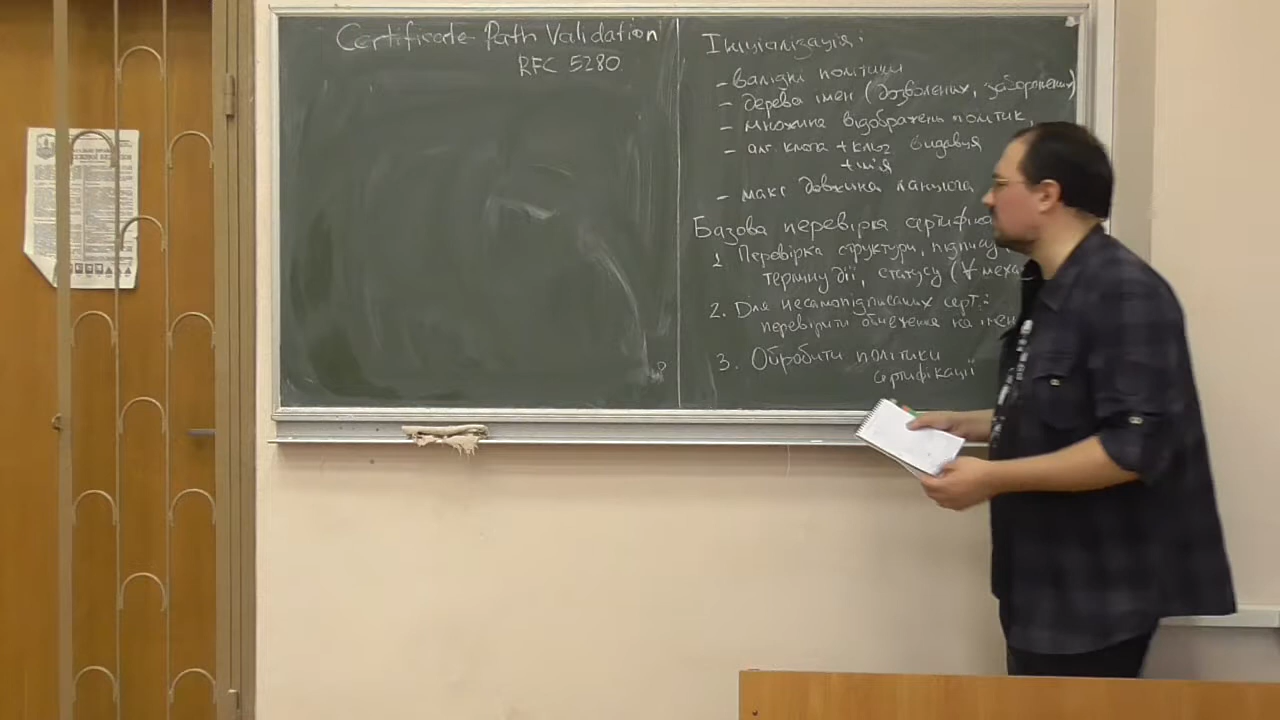 Certificate Path Validation
RFC 5280
Ініціалізація:
- валідні політики
- дерева імен (дозволених, заборонених)
- множина відображень політик,
- алг. ключа + ключ видавця
+ ім'я
- макс довжина ланцюга
Базова перевірка сертифіка
1 Перевірка структури, підпису,
терміну дії, статусу (∀ меха
2. Для несамопідписаних серт.:
перевірити обмеження на імен
3. Обробити політики
сертифікації